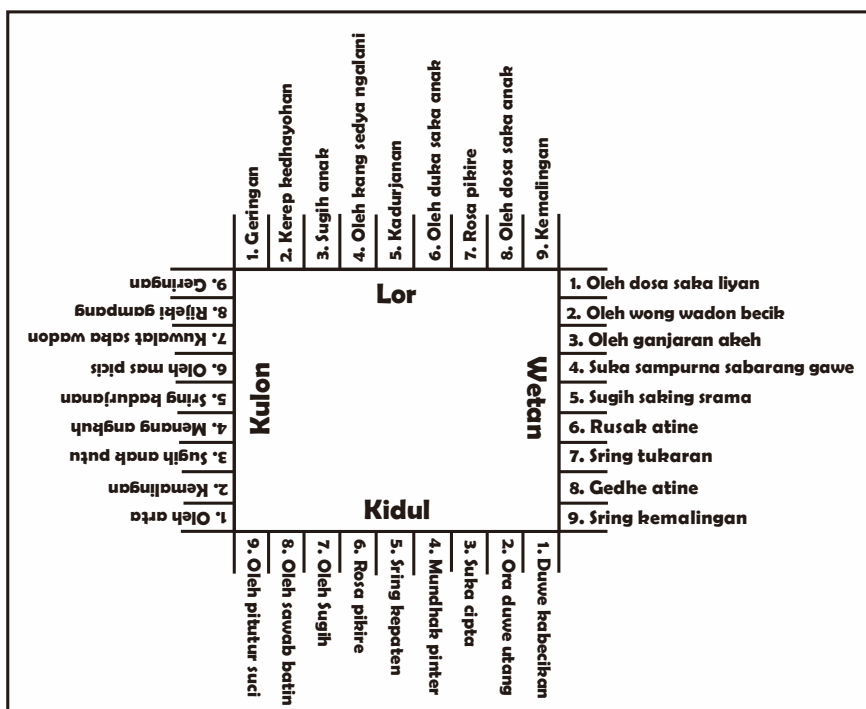 1. Geringan
2. Kerep kedhayohan
3. Sugih anak
4. Oleh kang sedya ngalani
5. Kadurjanan
6. Oleh duka saka anak
7. Rosa pikire
8. Oleh dosa saka anak
9. Kemalingan
Lor
1. Oleh dosa saka liyan
2. Oleh wong wadon becik
3. Oleh ganjaran akeh
4. Suka sampurna sabarang gawe
5. Sugih saking srama
6. Rusak atine
7. Sring tukaran
8. Gedhe atine
9. Sring kemalingan
Wetan
1. Duwe kabecikan
2. Ora duwe utang
3. Suka cipta
4. Mundhak pinter
5. Sring kepaten
6. Rosa pikire
7. Oleh Sugih
8. Oleh sawab batin
9. Oleh pitutur suci
Kidul
1. Oleh arta
2. Kemalingan
3. Sugih anak putu
4. Menang angkuh
5. Sring kadurjanan
6. Oleh mas picis
7. Kuwalat saka wadon
8. Rijeki gampang
9. Geringan
Kulon